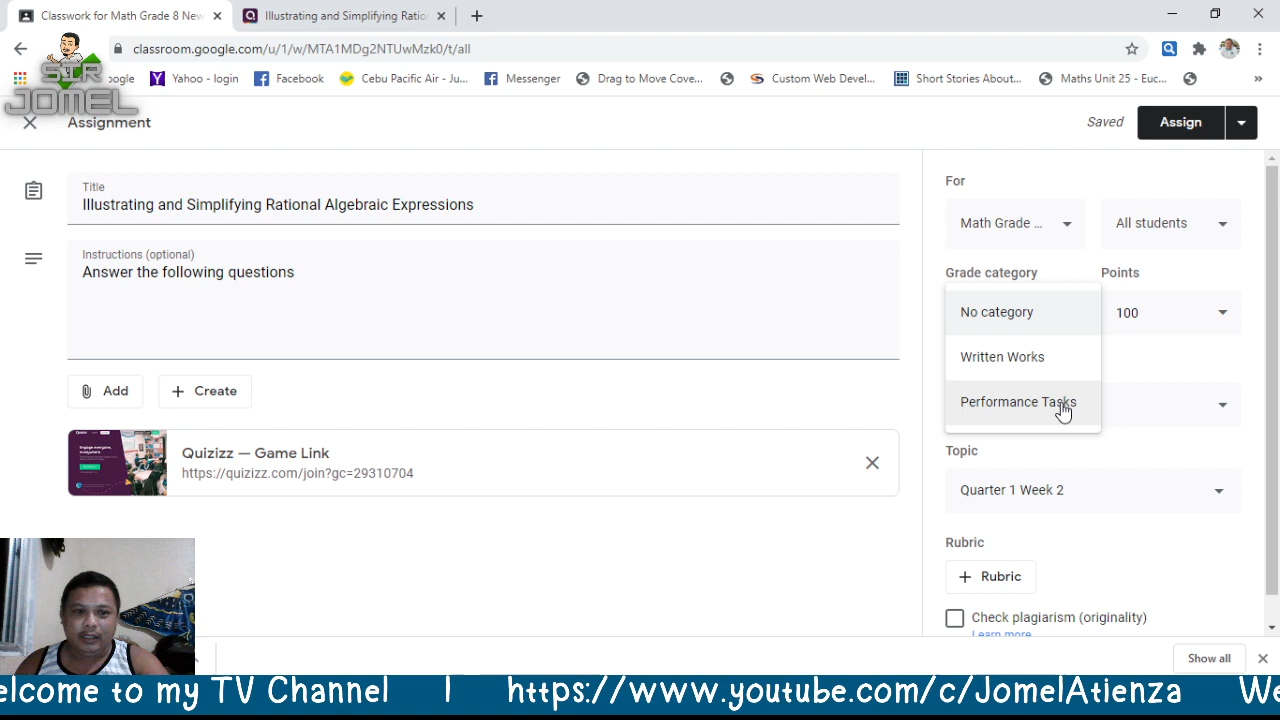 Classwork for Math Grade 8 New
Illustrating and Simplifying Ratio
classroom.google.com/u/1/w/MTA1MDg2NTUwMzk0/t/all
ogle
Yahoo - login
Facebook
Cebu Pacific Air - Ju...
Messenger
Drag to Move Cove...
Custom Web Devel...
Short Stories About...
Maths Unit 25 - Euc...
»
SIR
JOMEL
Assignment
Saved
Assign
Title
Illustrating and Simplifying Rational Algebraic Expressions
Instructions (optional)
Answer the following questions
Add
Create
Quizizz — Game Link
https://quizizz.com/join?gc=29310704
For
Math Grade ...
All students
Grade category
Points
No category
100
Written Works
Performance Tasks
Topic
Quarter 1 Week 2
Rubric
Rubric
Check plagiarism (originality)
Learn more
Show all
elcome to my TV Channel | https://www.youtube.com/c/JomelAtienza We